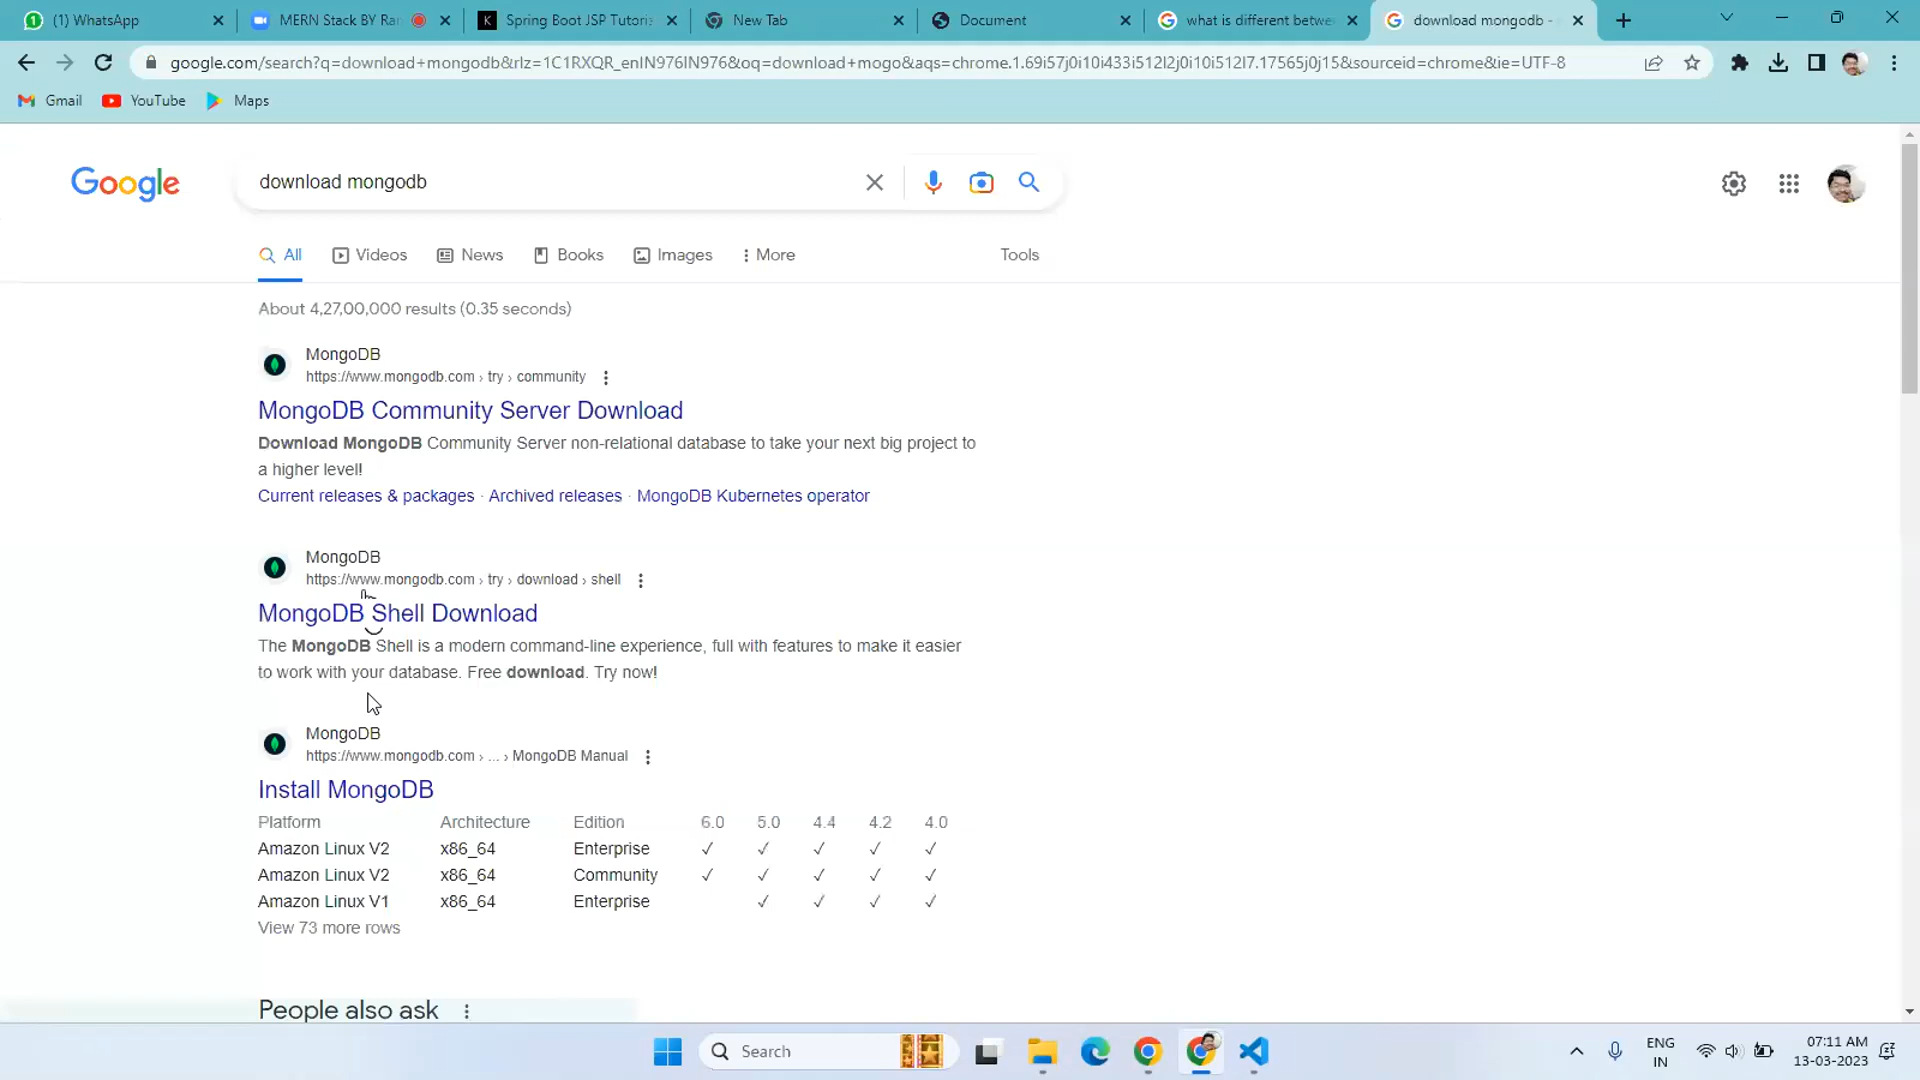 (1) WhatsApp
MERN Stack BY Ra
Spring Boot JSP Tutori
New Tab
Document
what is different betwe
download mongodb -
google.com/search?q=download+mongodb&rlz=1C1RXQR_enIN976IN976&oq=download+mogo&aqs=chrome.1.69i57j0i10i433i512l2j0i10i512l7.17565j0j15&sourceid=chrome&ie=UTF-8
Gmail
YouTube
Maps
Google
download mongodb
All
Videos
News
Books
Images
More
Tools
About 4,27,00,000 results (0.35 seconds)
MongoDB
https://www.mongodb.com › try › community
MongoDB Community Server Download
Download MongoDB Community Server non-relational database to take your next big project to
a higher level!
Current releases & packages · Archived releases · MongoDB Kubernetes operator
MongoDB
https://www.mongodb.com › try › download › shell
MongoDB Shell Download
The MongoDB Shell is a modern command-line experience, full with features to make it easier
to work with your database. Free download. Try now!
MongoDB
https://www.mongodb.com › ... › MongoDB Manual
Install MongoDB
Platform Architecture Edition 6.0 5.0 4.4 4.2 4.0
Amazon Linux V2 x86_64 Enterprise ✓ ✓ ✓ ✓ ✓
Amazon Linux V2 x86_64 Community ✓ ✓ ✓ ✓ ✓
Amazon Linux V1 x86_64 Enterprise ✓ ✓ ✓ ✓
View 73 more rows
People also ask
Search
ENG
IN
07:11 AM
13-03-2023